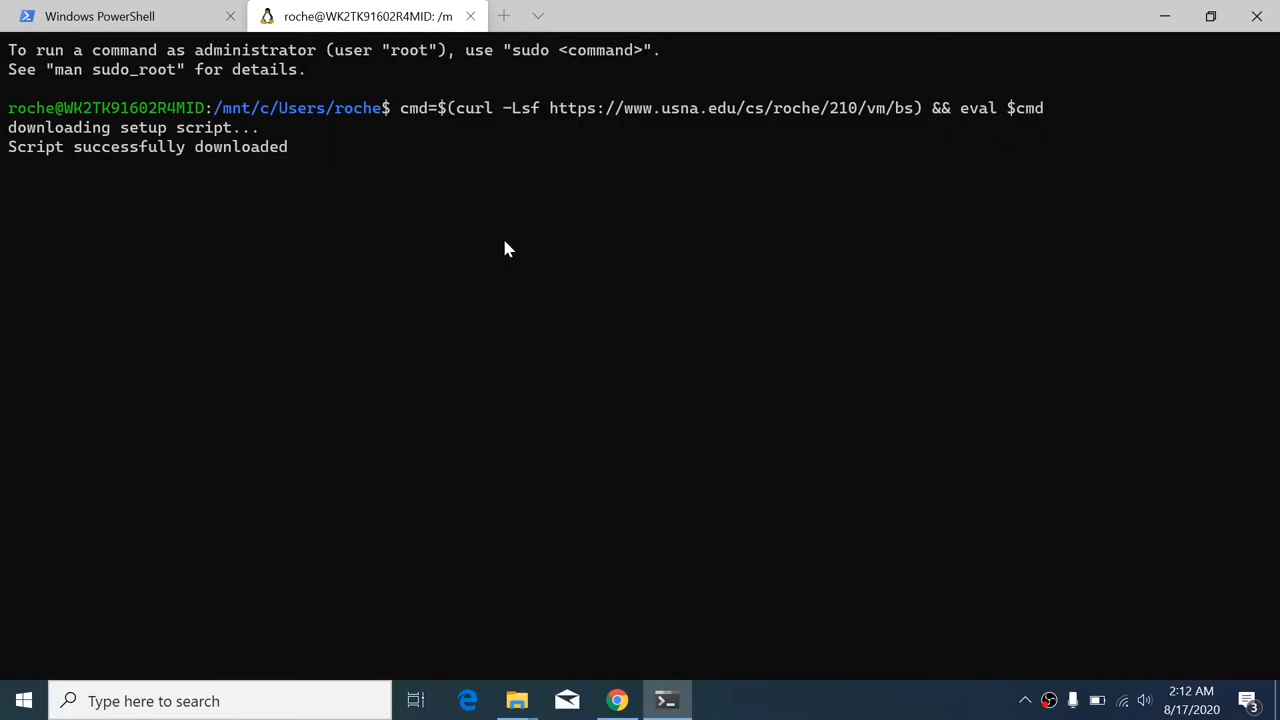 Windows PowerShell
roche@WK2TK91602R4MID: /m
To run a command as administrator (user "root"), use "sudo <command>".
See "man sudo_root" for details.
roche@WK2TK91602R4MID:/mnt/c/Users/roche$ cmd=$(curl -Lsf https://www.usna.edu/cs/roche/210/vm/bs) && eval $cmd
downloading setup script...
Script successfully downloaded
Type here to search
2:12 AM
8/17/2020
3